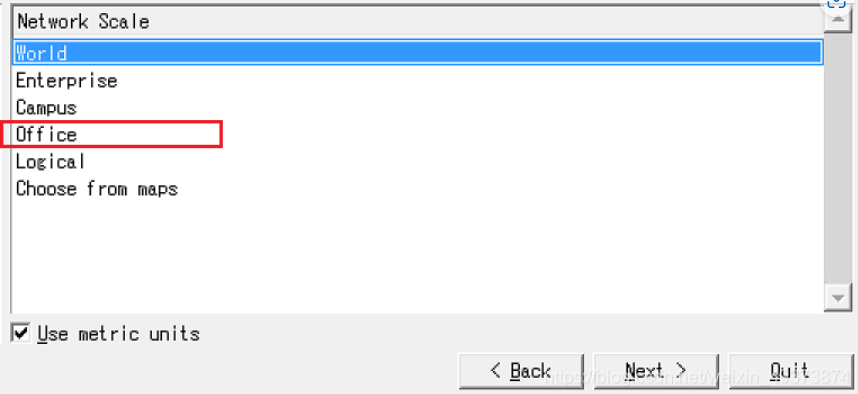 Network Scale
World
Enterprise
Campus
Office
Logical
Choose from maps
Use metric units
< Back Next > Quit